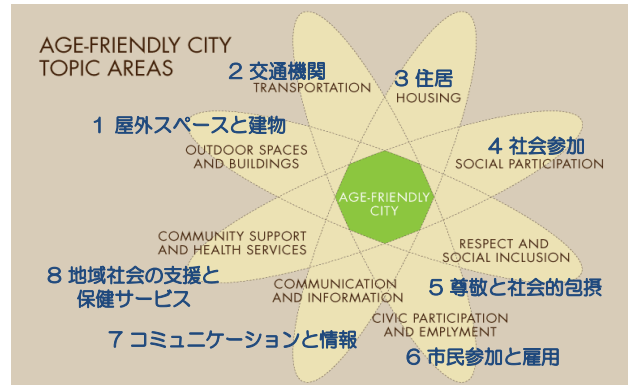 AGE-FRIENDLY CITY
TOPIC AREAS
1 屋外スペースと建物
OUTDOOR SPACES
AND BUILDINGS
2 交通機関
TRANSPORTATION
3 住居
HOUSING
4 社会参加
SOCIAL PARTICIPATION
AGE-FRIENDLY
CITY
RESPECT AND
SOCIAL INCLUSION
5 尊敬と社会的包摂
CIVIC PARTICIPATION
AND EMPLYMENT
6 市民参加と雇用
COMMUNICATION
AND INFORMATION
7 コミュニケーションと情報
COMMUNITY SUPPORT
AND HEALTH SERVICES
8 地域社会の支援と
保健サービス